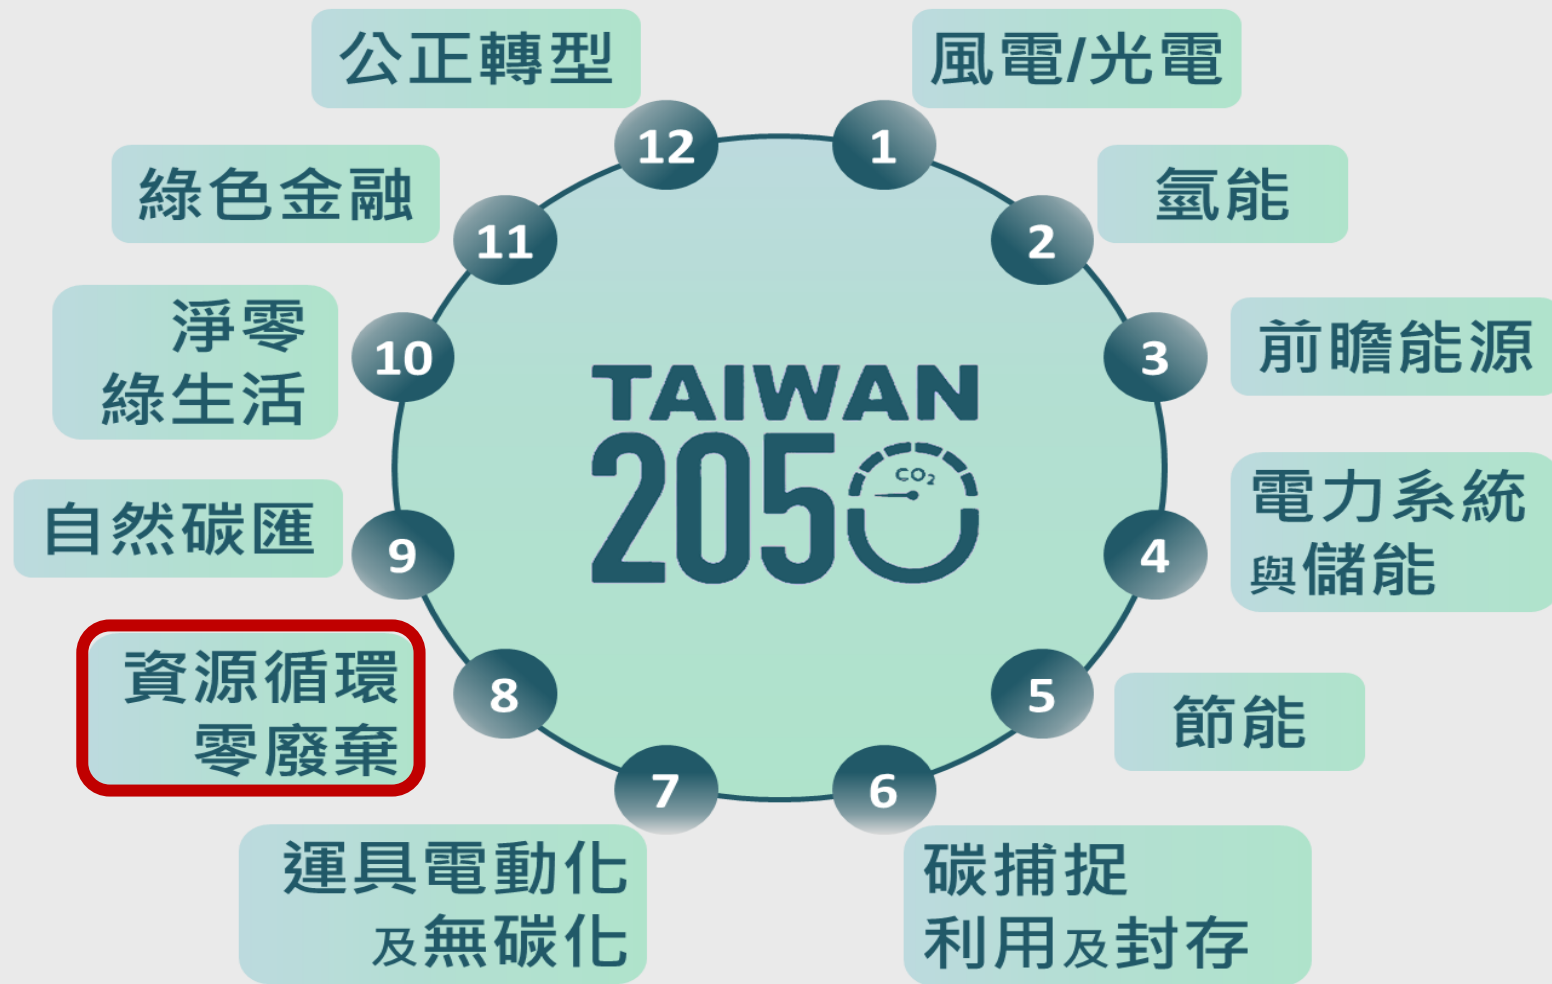 公正轉型
風電/光電
12
1
綠色金融
氫能
11
2
淨零
綠生活
10
3
前瞻能源
TAIWAN
2050
CO₂
自然碳匯
9
4
電力系統
與儲能
資源循環
零廢棄
8
5
節能
7
6
運具電動化
及無碳化
碳捕捉
利用及封存